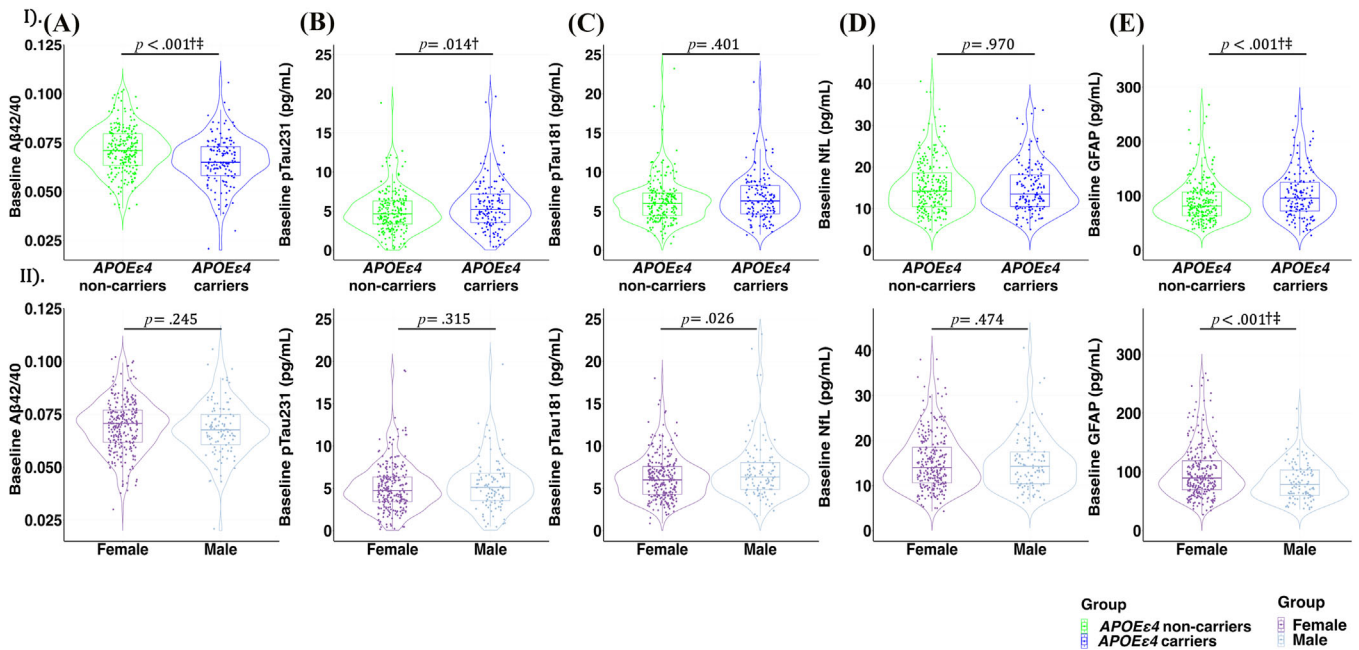 I).
(A)
Baseline Aβ42/40
0.125
0.100
0.075
0.050
0.025
p < .001†‡
APOEε4 non-carriers
APOEε4 carriers
(B)
Baseline pTau231 (pg/mL)
25
20
15
10
5
0
p = .014†
APOEε4 non-carriers
APOEε4 carriers
(C)
Baseline pTau181 (pg/mL)
25
20
15
10
5
0
p = .401
APOEε4 non-carriers
APOEε4 carriers
(D)
Baseline NfL (pg/mL)
40
30
20
10
0
p = .970
APOEε4 non-carriers
APOEε4 carriers
(E)
Baseline GFAP (pg/mL)
300
200
100
0
p < .001†‡
APOEε4 non-carriers
APOEε4 carriers
II).
Baseline Aβ42/40
0.125
0.100
0.075
0.050
0.025
p = .245
Female
Male
Baseline pTau231 (pg/mL)
25
20
15
10
5
0
p = .315
Female
Male
Baseline pTau181 (pg/mL)
25
20
15
10
5
0
p = .026
Female
Male
Baseline NfL (pg/mL)
40
30
20
10
0
p = .474
Female
Male
Baseline GFAP (pg/mL)
300
200
100
0
p < .001†‡
Female
Male
Group
APOEε4 non-carriers
APOEε4 carriers
Group
Female
Male